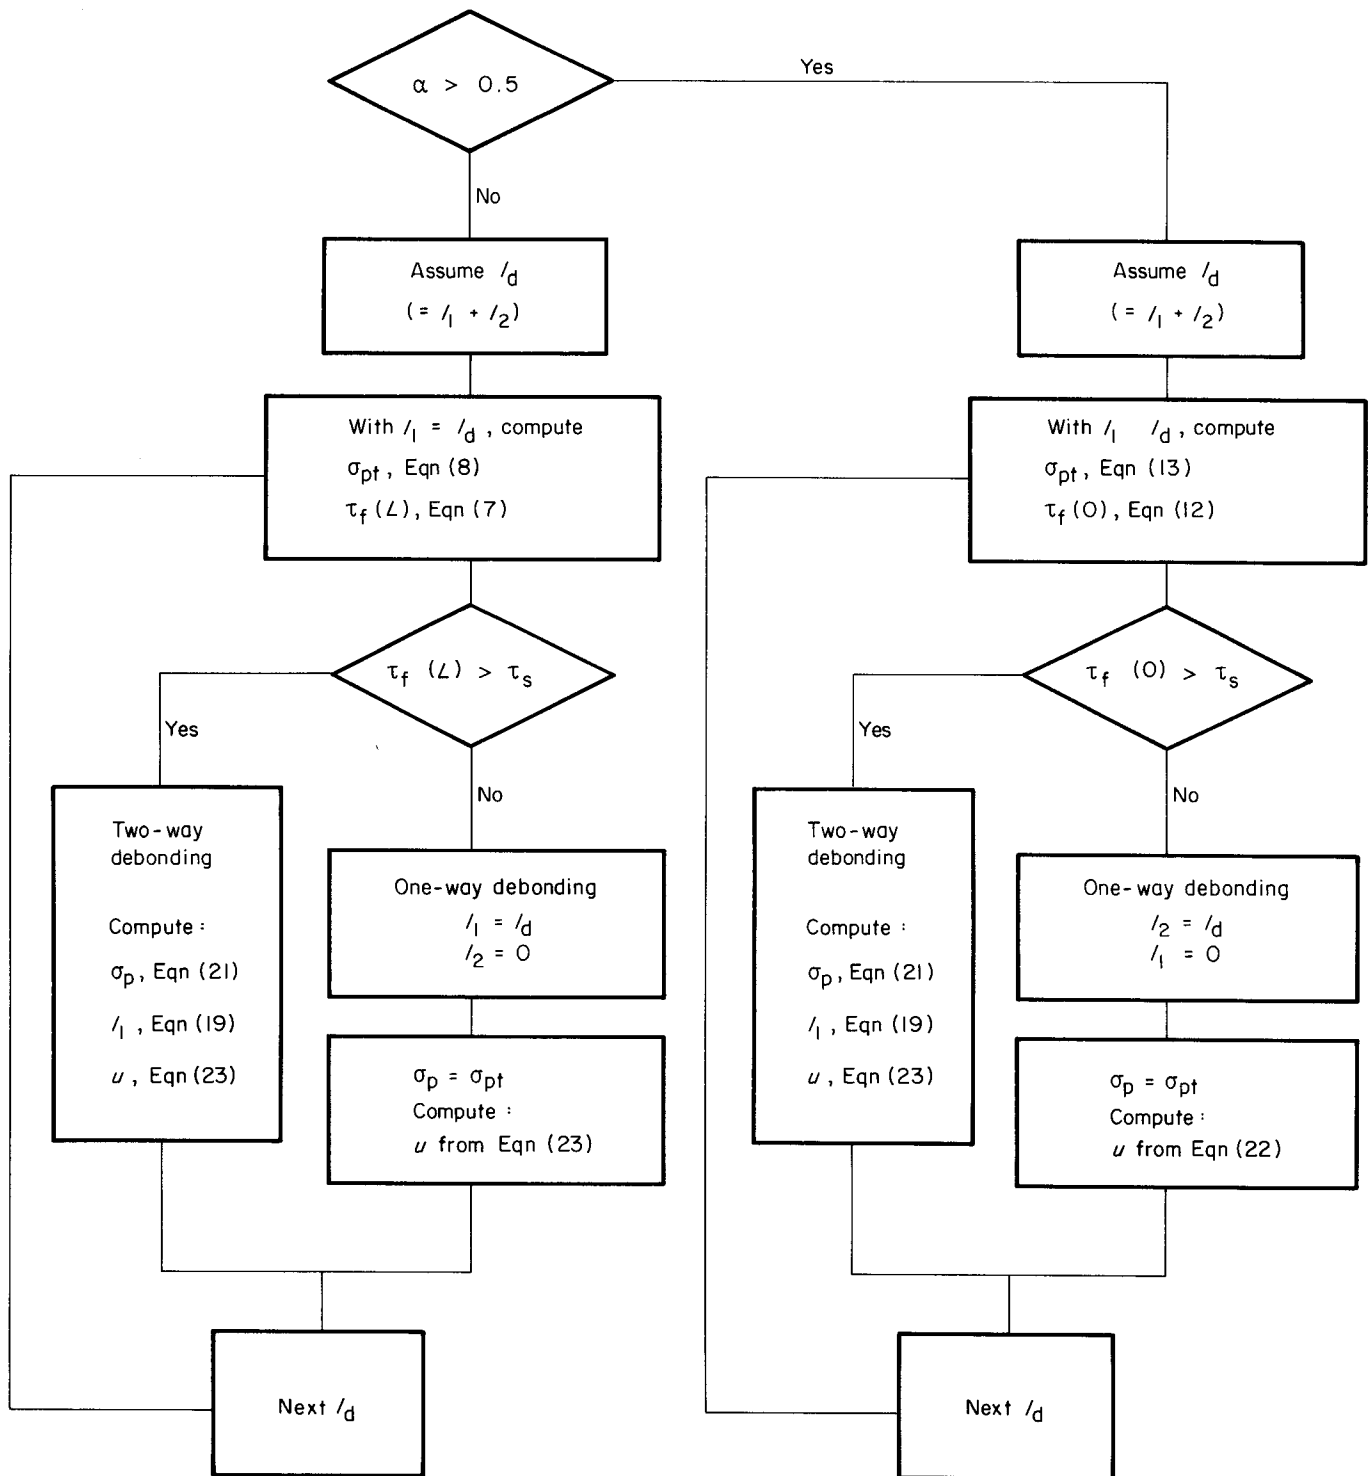 α > 0.5
Yes
No
Assume l_d
(= l_1 + l_2)
With l_1 = l_d, compute
σ_pt, Eqn (8)
τ_f (L), Eqn (7)
τ_f (L) > τ_s
Yes
No
Two-way
debonding
Compute :
σ_p, Eqn (21)
l_1, Eqn (19)
u, Eqn (23)
One-way debonding
l_1 = l_d
l_2 = 0
σ_p = σ_pt
Compute :
u from Eqn (23)
Next l_d
Assume l_d
(= l_1 + l_2)
With l_1 l_d, compute
σ_pt, Eqn (13)
τ_f (0), Eqn (12)
τ_f (0) > τ_s
Yes
No
Two-way
debonding
Compute :
σ_p, Eqn (21)
l_1, Eqn (19)
u, Eqn (23)
One-way debonding
l_2 = l_d
l_1 = 0
σ_p = σ_pt
Compute :
u from Eqn (22)
Next l_d